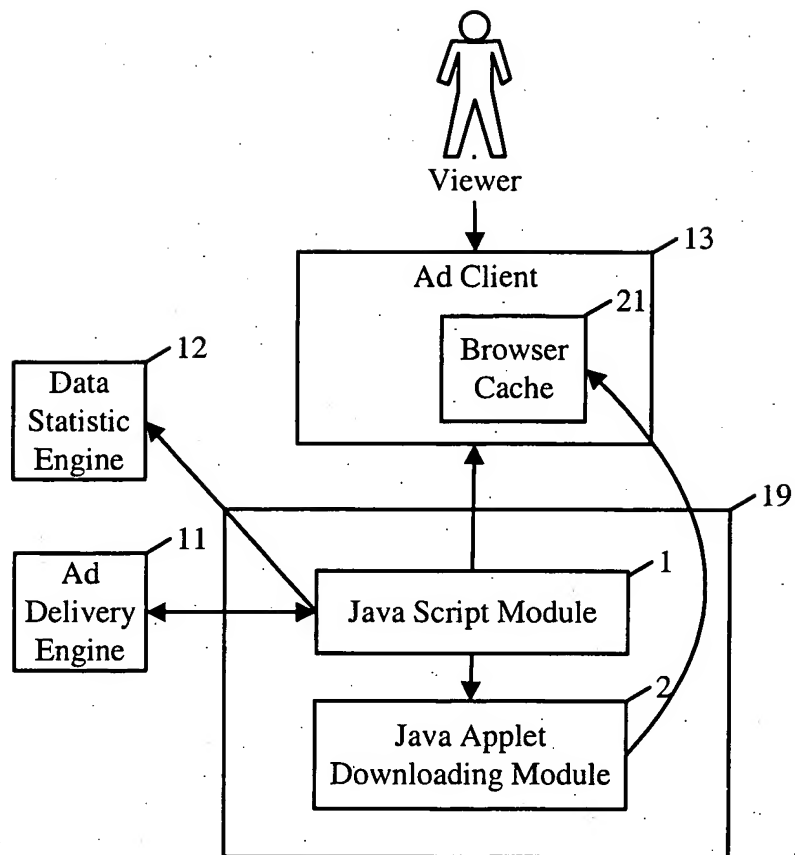 Viewer
13
Ad Client
21
Browser
Cache
12
Data
Statistic
Engine
19
11
Ad
Delivery
Engine
1
Java Script Module
2
Java Applet
Downloading Module